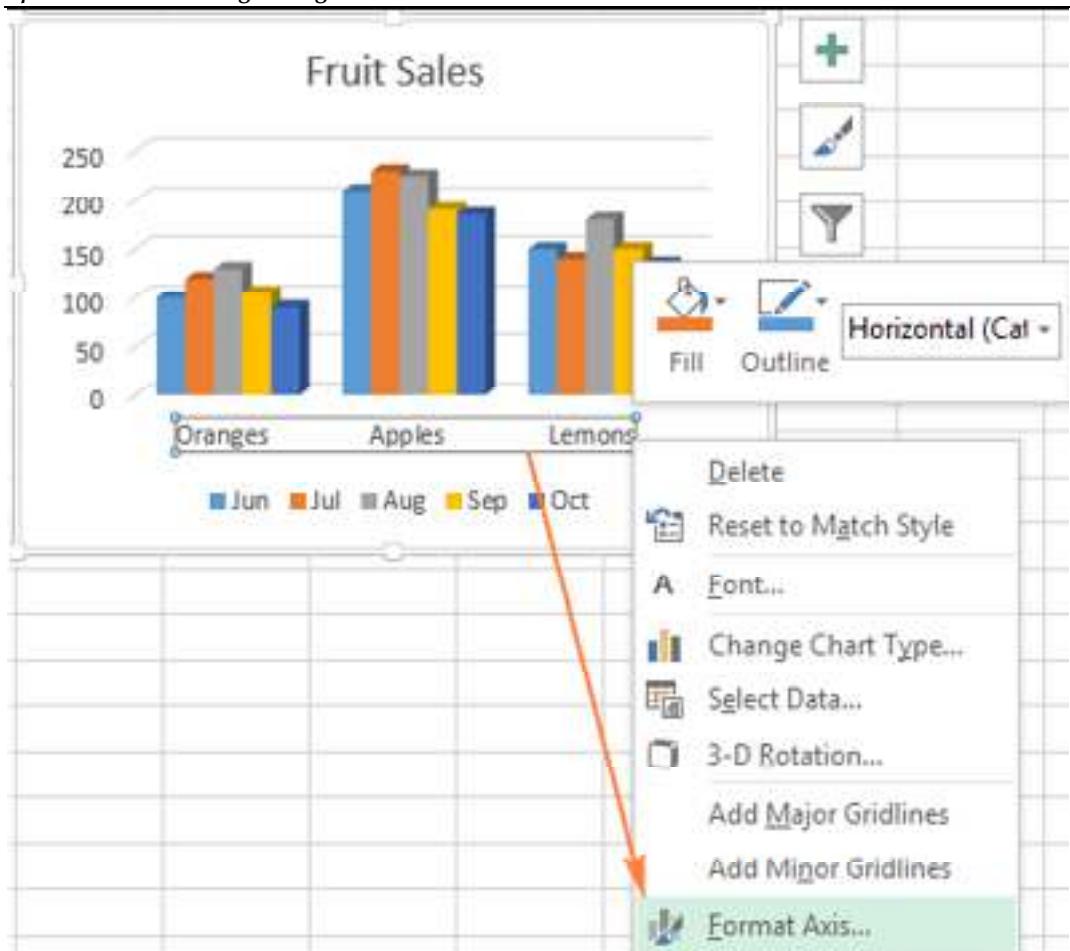 Fruit Sales
250
200
150
100
50
0
Oranges Apples Lemons
Jun Jul Aug Sep Oct
Fill Outline
Horizontal (Cat
Delete
Reset to Match Style
A Font...
Change Chart Type...
Select Data...
3-D Rotation...
Add Major Gridlines
Add Minor Gridlines
Format Axis...